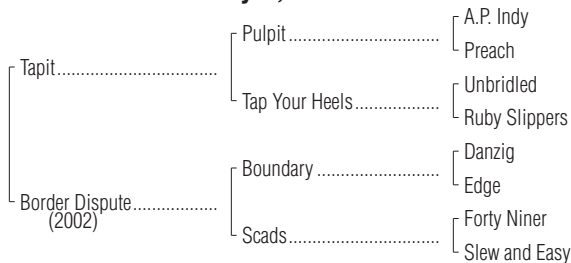 A.P. Indy
Pulpit
Preach
Tapit
Unbridled
Tap Your Heels
Ruby Slippers
Danzig
Boundary
Edge
Border Dispute
(2002)
Forty Niner
Scads
Slew and Easy